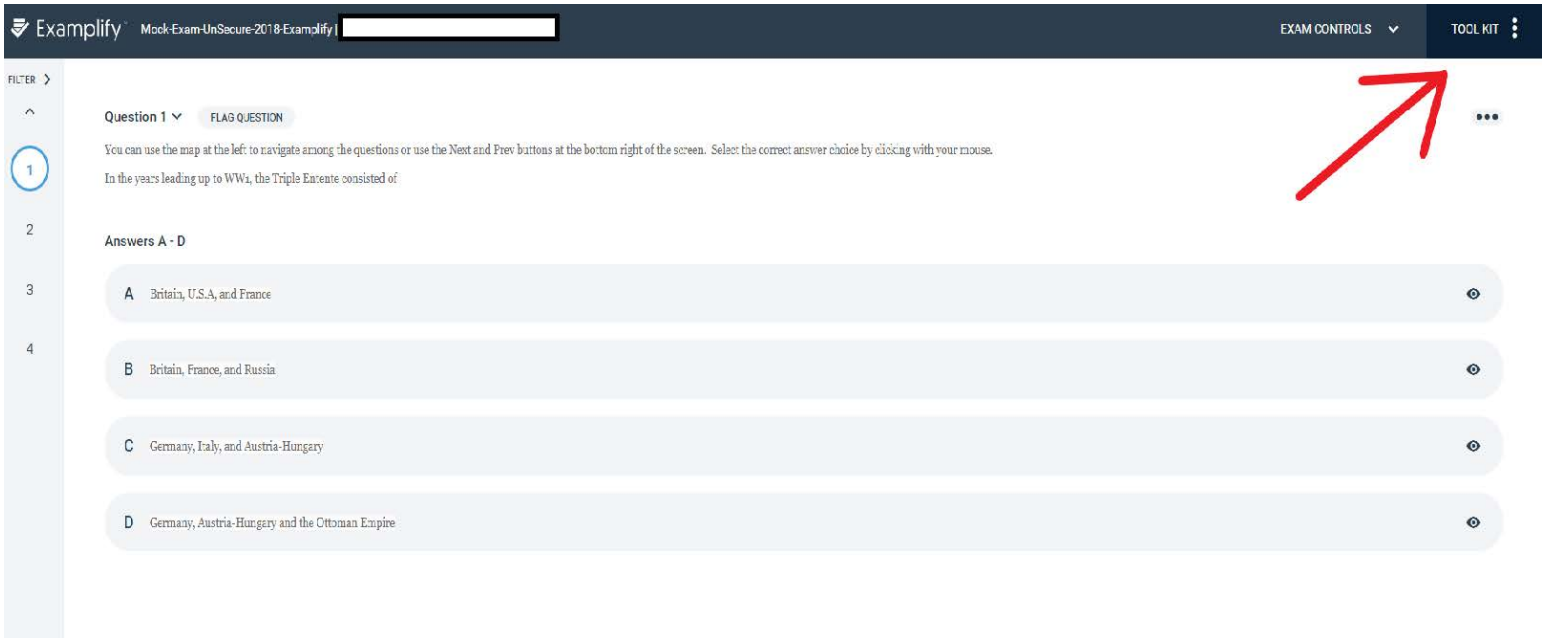 Examplify Mock-Exam-UnSecure-2018-Examplify | EXAM CONTROLS TOOL KIT
FILTER
Question 1 FLAG QUESTION
You can use the map at the left to navigate among the questions or use the Next and Prev buttons at the bottom right of the screen. Select the correct answer choice by clicking with your mouse.
1
In the years leading up to WW1, the Triple Entente consisted of
2
Answers A - D
3
A Britain, U.S.A, and France
4
B Britain, France, and Russia
C Germany, Italy, and Austria-Hungary
D Germany, Austria-Hungary and the Ottoman Empire